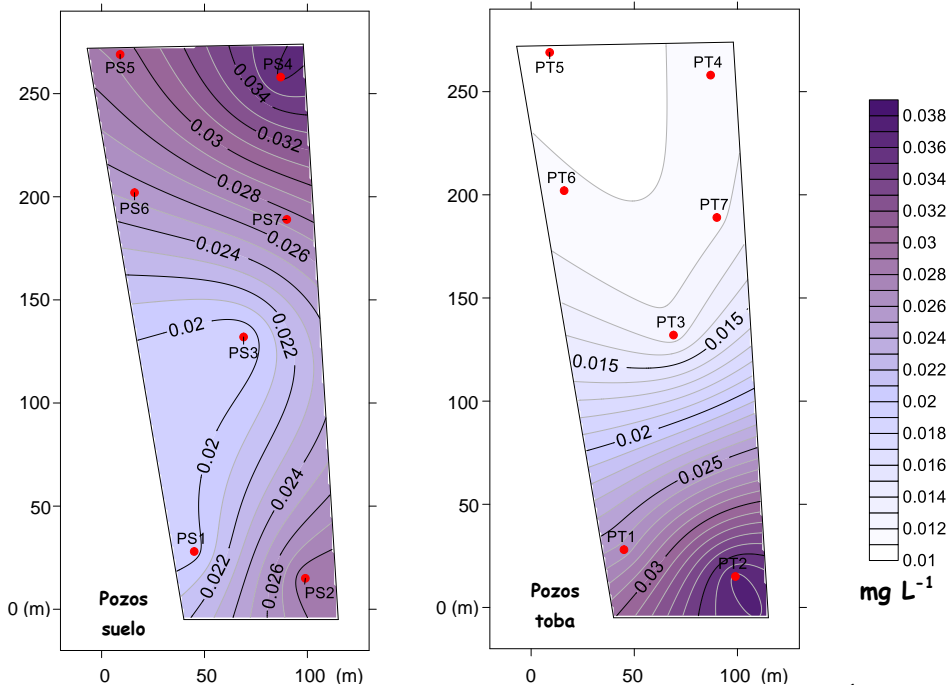 250
200
150
100
50
0 (m)
0
50
100
(m)
PS5
PS4
0.034
0.032
0.03
0.028
PS6
PS7
0.026
0.024
0.02
0.022
PS3
0.02
0.024
PS1
0.022
0.026
PS2
Pozos
suelo
250
200
150
100
50
0 (m)
0
50
100
(m)
PT5
PT4
PT6
PT7
PT3
0.015
0.015
0.02
0.025
PT1
0.03
PT2
Pozos
toba
0.038
0.036
0.034
0.032
0.03
0.028
0.026
0.024
0.022
0.02
0.018
0.016
0.014
0.012
0.01
mg L⁻¹